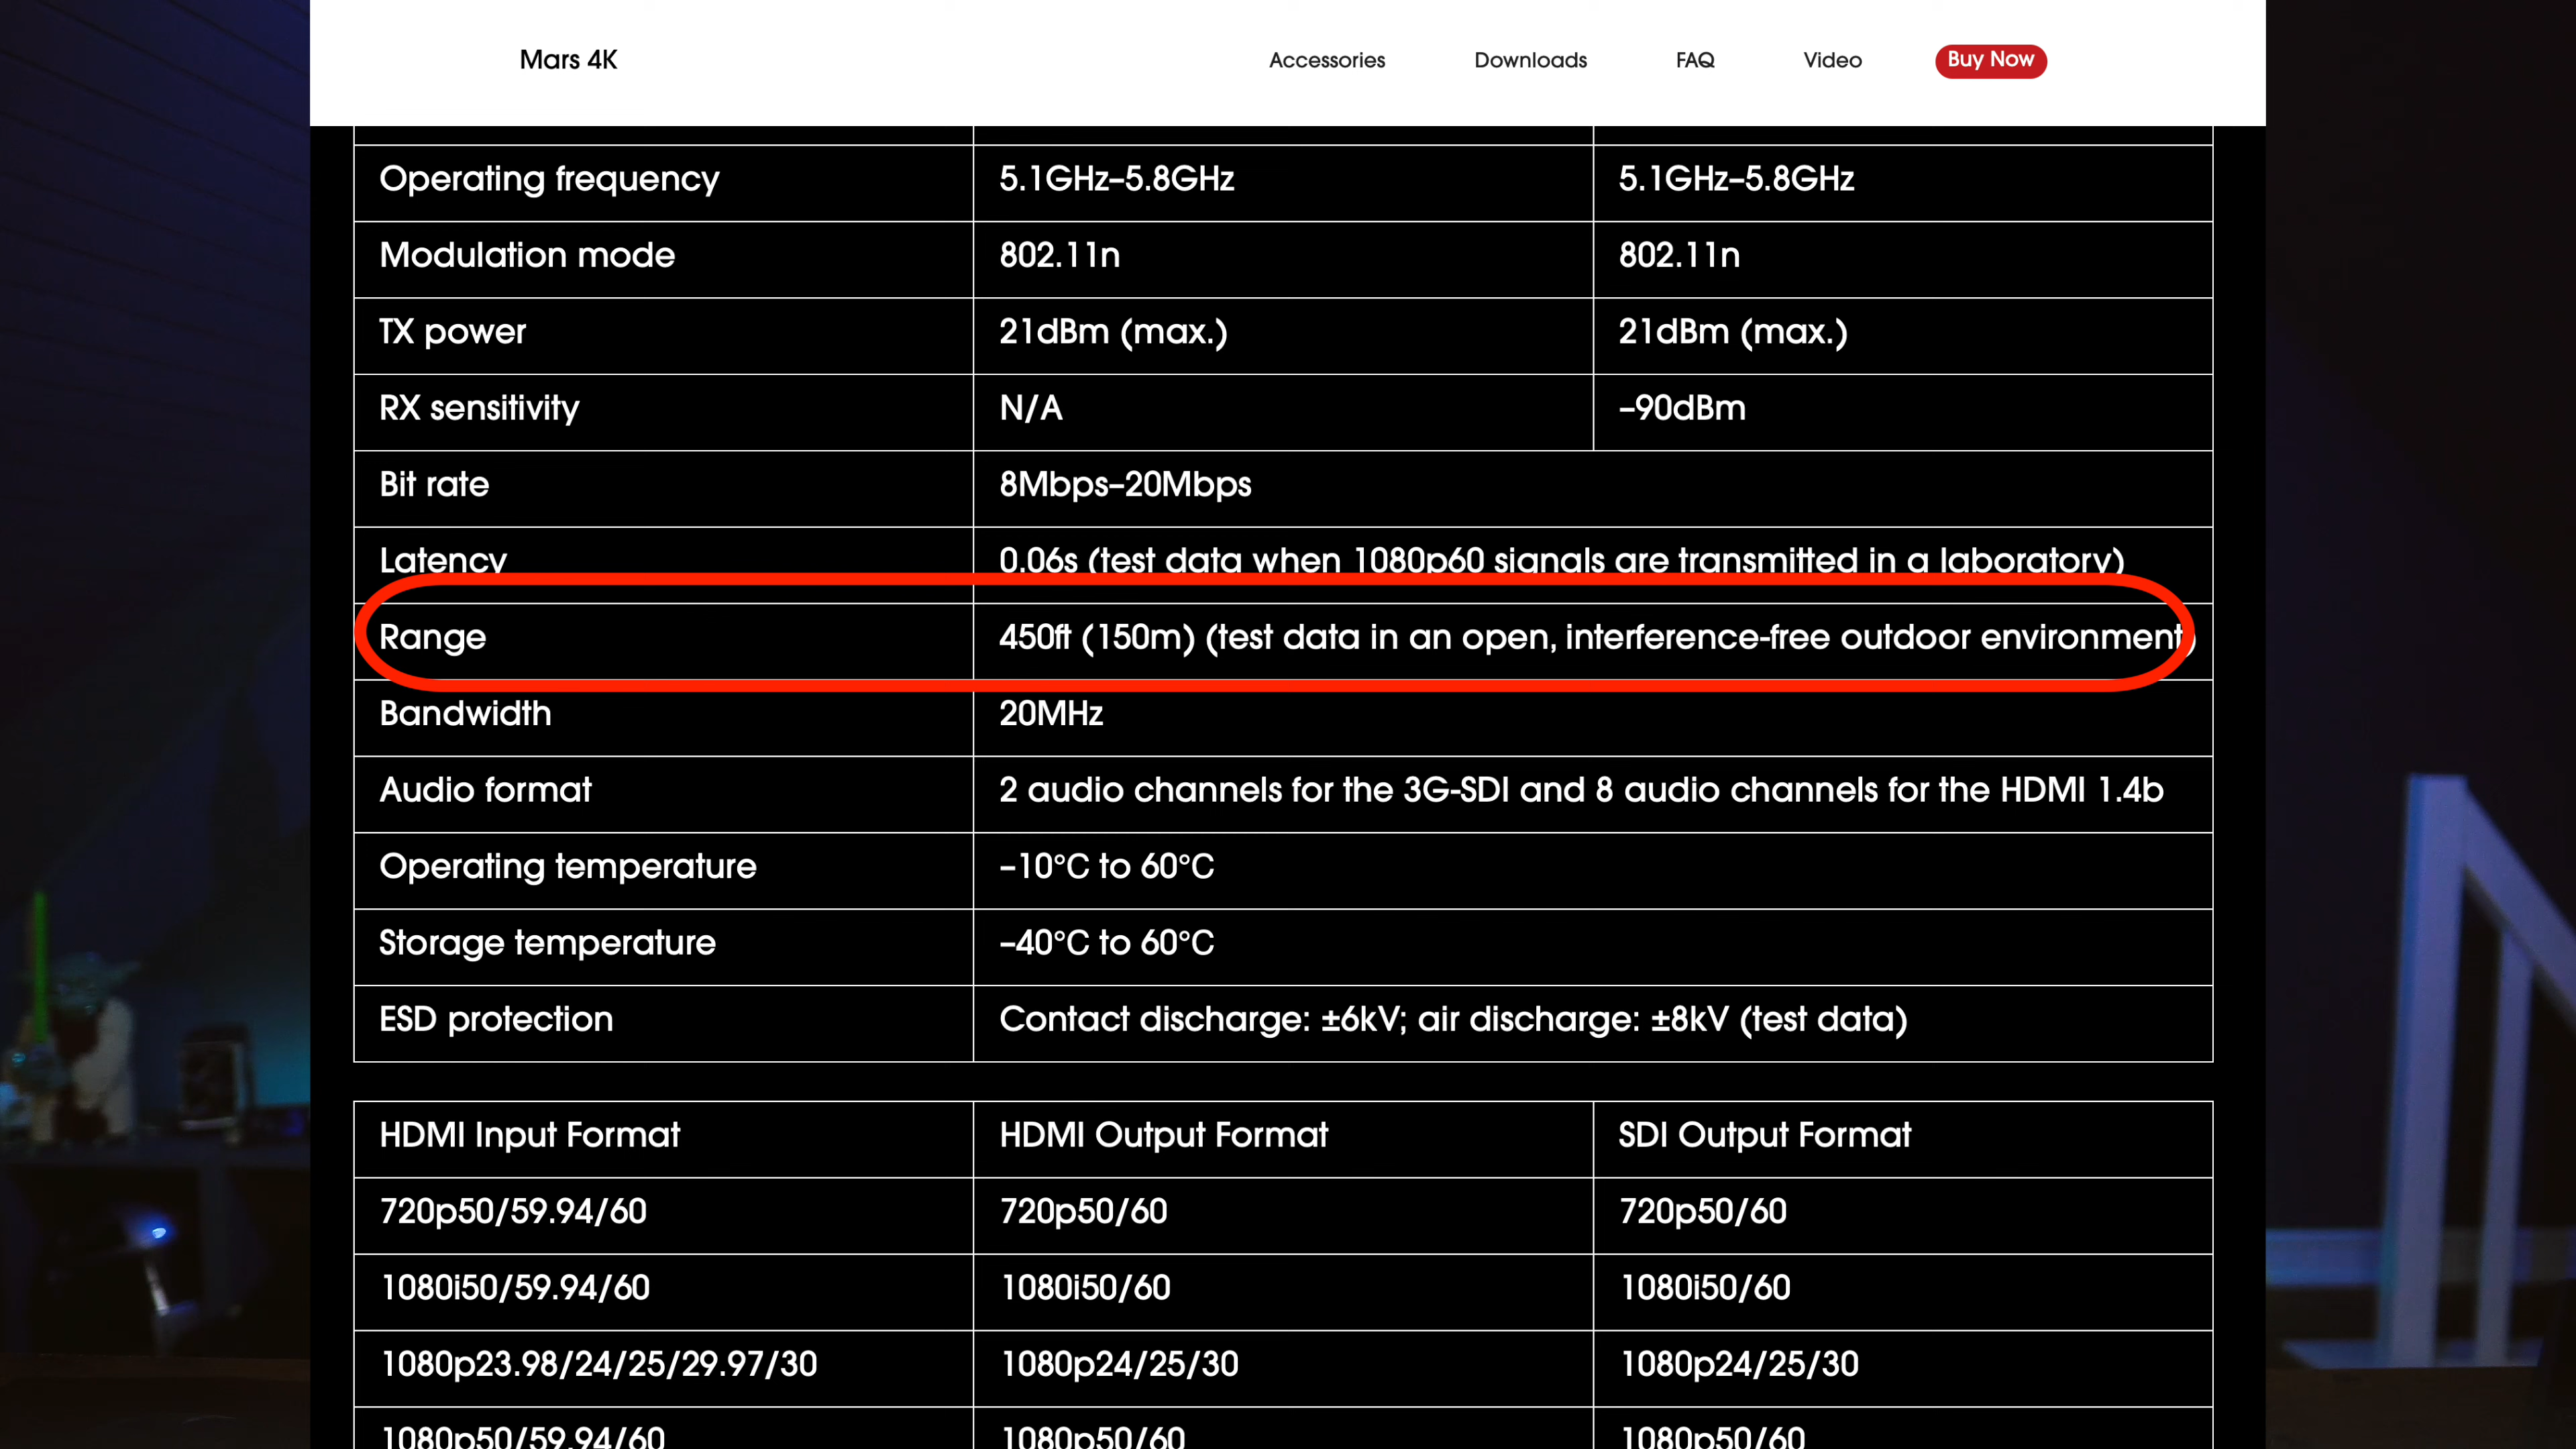 Mars 4K Accessories Downloads FAQ Video Buy Now
Operating frequency 5.1GHz–5.8GHz 5.1GHz–5.8GHz
Modulation mode 802.11n 802.11n
TX power 21dBm (max.) 21dBm (max.)
RX sensitivity N/A –90dBm
Bit rate 8Mbps–20Mbps
Latency 0.06s (test data when 1080p60 signals are transmitted in a laboratory)
Range 450ft (150m) (test data in an open, interference-free outdoor environment)
Bandwidth 20MHz
Audio format 2 audio channels for the 3G-SDI and 8 audio channels for the HDMI 1.4b
Operating temperature –10°C to 60°C
Storage temperature –40°C to 60°C
ESD protection Contact discharge: ±6kV; air discharge: ±8kV (test data)
HDMI Input Format HDMI Output Format SDI Output Format
720p50/59.94/60 720p50/60 720p50/60
1080i50/59.94/60 1080i50/60 1080i50/60
1080p23.98/24/25/29.97/30 1080p24/25/30 1080p24/25/30
1080p50/59.94/60 1080p50/60 1080p50/60